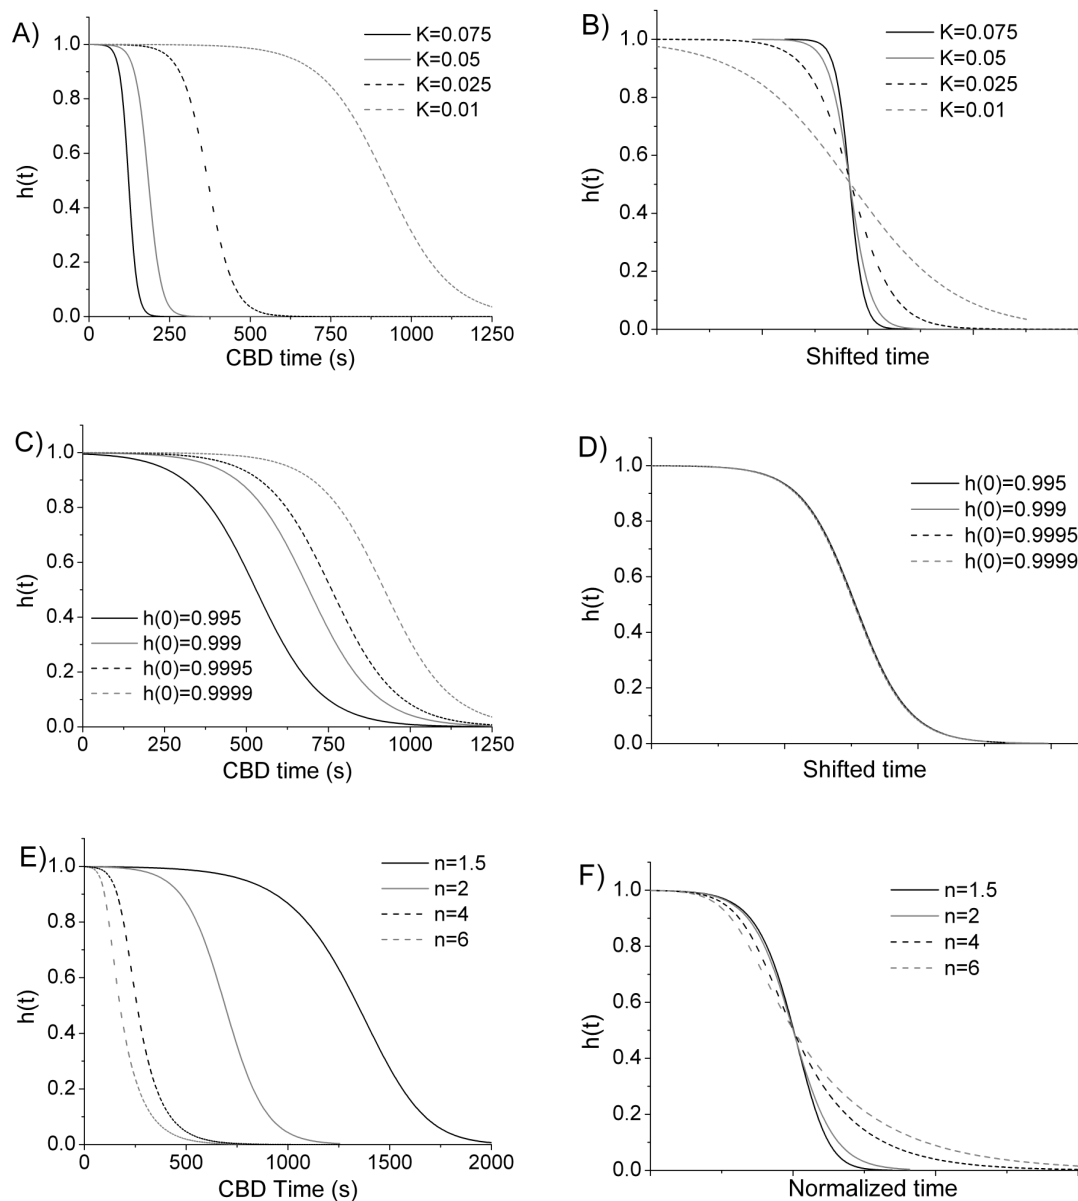 A)
h(t)
1.0
0.8
0.6
0.4
0.2
0.0
0 250 500 750 1000 1250
CBD time (s)
K=0.075
K=0.05
K=0.025
K=0.01
B)
h(t)
1.0
0.8
0.6
0.4
0.2
0.0
Shifted time
K=0.075
K=0.05
K=0.025
K=0.01
C)
h(t)
1.0
0.8
0.6
0.4
0.2
0.0
h(0)=0.995
h(0)=0.999
h(0)=0.9995
h(0)=0.9999
0 250 500 750 1000 1250
CBD time (s)
D)
h(t)
1.0
0.8
0.6
0.4
0.2
0.0
h(0)=0.995
h(0)=0.999
h(0)=0.9995
h(0)=0.9999
Shifted time
E)
h(t)
1.0
0.8
0.6
0.4
0.2
0.0
n=1.5
n=2
n=4
n=6
0 500 1000 1500 2000
CBD Time (s)
F)
h(t)
1.0
0.8
0.6
0.4
0.2
0.0
n=1.5
n=2
n=4
n=6
Normalized time